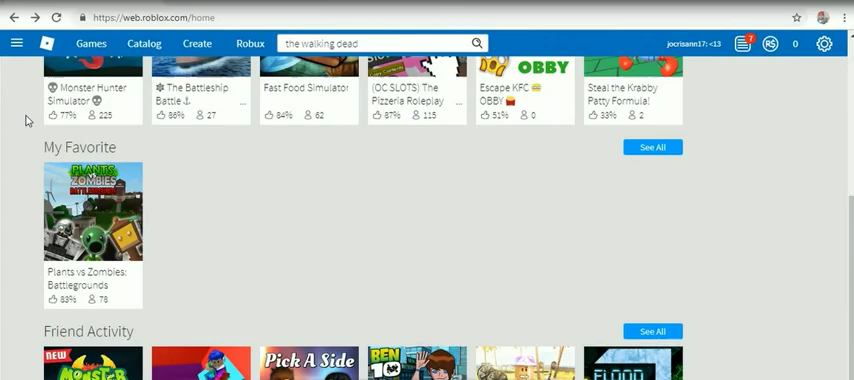 https://web.roblox.com/home
Games
Catalog
Create
Robux
the walking dead
jocrisann17: <13
7
R$
0
OBBY
Monster Hunter
Simulator
77% 225
The Battleship
Battle ...
86% 27
Fast Food Simulator
84% 62
(OC SLOTS) The
Pizzeria Roleplay ...
87% 115
Escape KFC
OBBY
51% 0
Steal the Krabby
Patty Formula!
33% 2
My Favorite
See All
PLANTS
ZOMBIES
BATTLEGROUNDS
Plants vs Zombies:
Battlegrounds
83% 78
Friend Activity
See All
NEW
MONSTER
PICK A SIDE
BEN
10
FLOOD